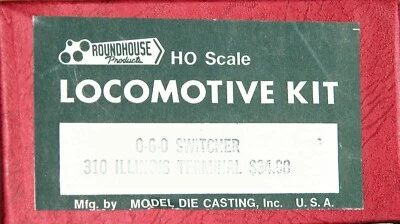 ROUNDHOUSE
Products
HO Scale
LOCOMOTIVE KIT
0-6-0 SWITCHER
310 ILLINOIS TERMINAL $34.00
Mfg. by MODEL DIE CASTING, Inc. U.S.A.